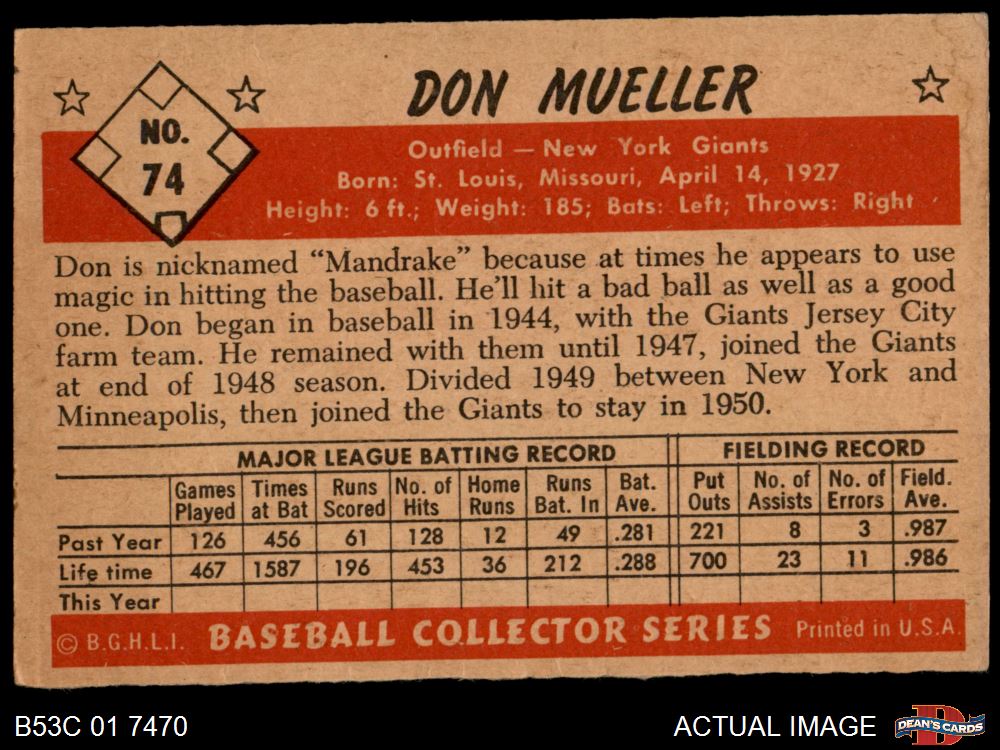 NO.
74
DON MUELLER
Outfield — New York Giants
Born: St. Louis, Missouri, April 14, 1927
Height: 6 ft.; Weight: 185; Bats: Left; Throws: Right
Don is nicknamed “Mandrake” because at times he appears to use
magic in hitting the baseball. He’ll hit a bad ball as well as a good
one. Don began in baseball in 1944, with the Giants Jersey City
farm team. He remained with them until 1947, joined the Giants
at end of 1948 season. Divided 1949 between New York and
Minneapolis, then joined the Giants to stay in 1950.
MAJOR LEAGUE BATTING RECORD FIELDING RECORD
Games Times Runs No. of Home Runs Bat. Put No. of No. of Field.
Played at Bat Scored Hits Runs Bat. In Ave. Outs Assists Errors Ave.
Past Year 126 456 61 128 12 49 .281 221 8 3 .987
Life time 467 1587 196 453 36 212 .288 700 23 11 .986
This Year
© B.G.H.L.I. BASEBALL COLLECTOR SERIES Printed in U.S.A.
B53C 01 7470 ACTUAL IMAGE DEAN'S CARDS